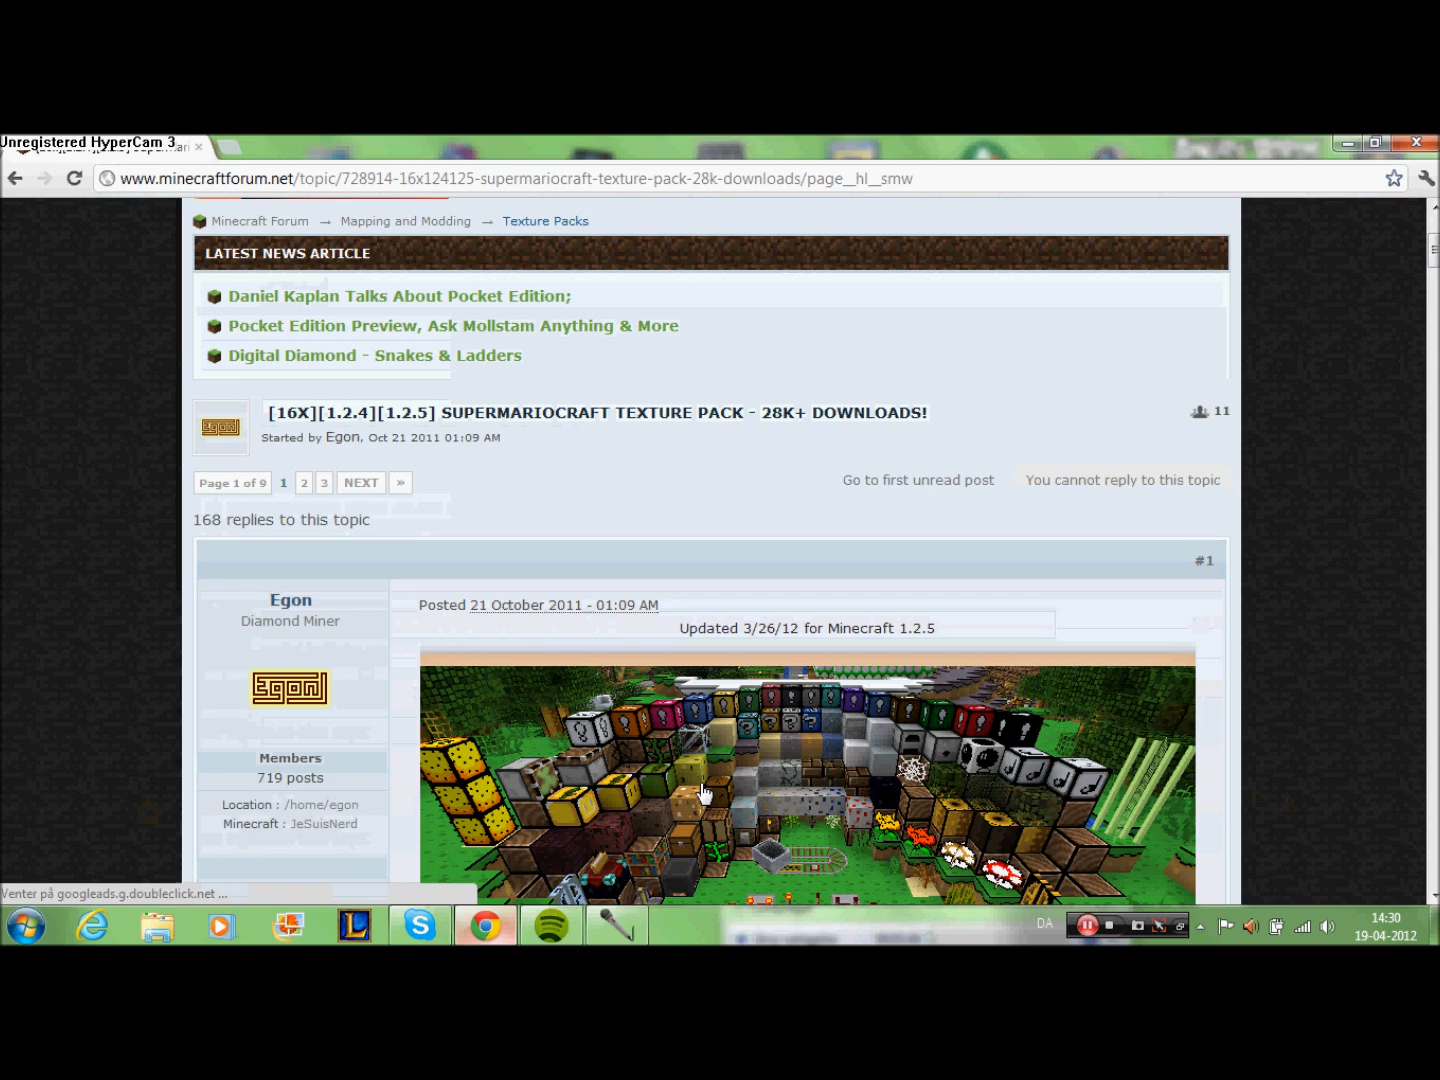 Unregistered HyperCam 3
www.minecraftforum.net/topic/728914-16x124125-supermariocraft-texture-pack-28k-downloads/page__hl__smw
Minecraft Forum → Mapping and Modding → Texture Packs
LATEST NEWS ARTICLE
Daniel Kaplan Talks About Pocket Edition;
Pocket Edition Preview, Ask Mollstam Anything & More
Digital Diamond - Snakes & Ladders
[16X][1.2.4][1.2.5] SUPERMARIOCRAFT TEXTURE PACK - 28K+ DOWNLOADS!
11
Started by Egon, Oct 21 2011 01:09 AM
Page 1 of 9 1 2 3 NEXT »
Go to first unread post
You cannot reply to this topic
168 replies to this topic
#1
Egon
Diamond Miner
Posted 21 October 2011 - 01:09 AM
Updated 3/26/12 for Minecraft 1.2.5
Egon
Members
719 posts
Location : /home/egon
Minecraft : JeSuisNerd
Venter på googleads.g.doubleclick.net ...
DA
14:30
19-04-2012